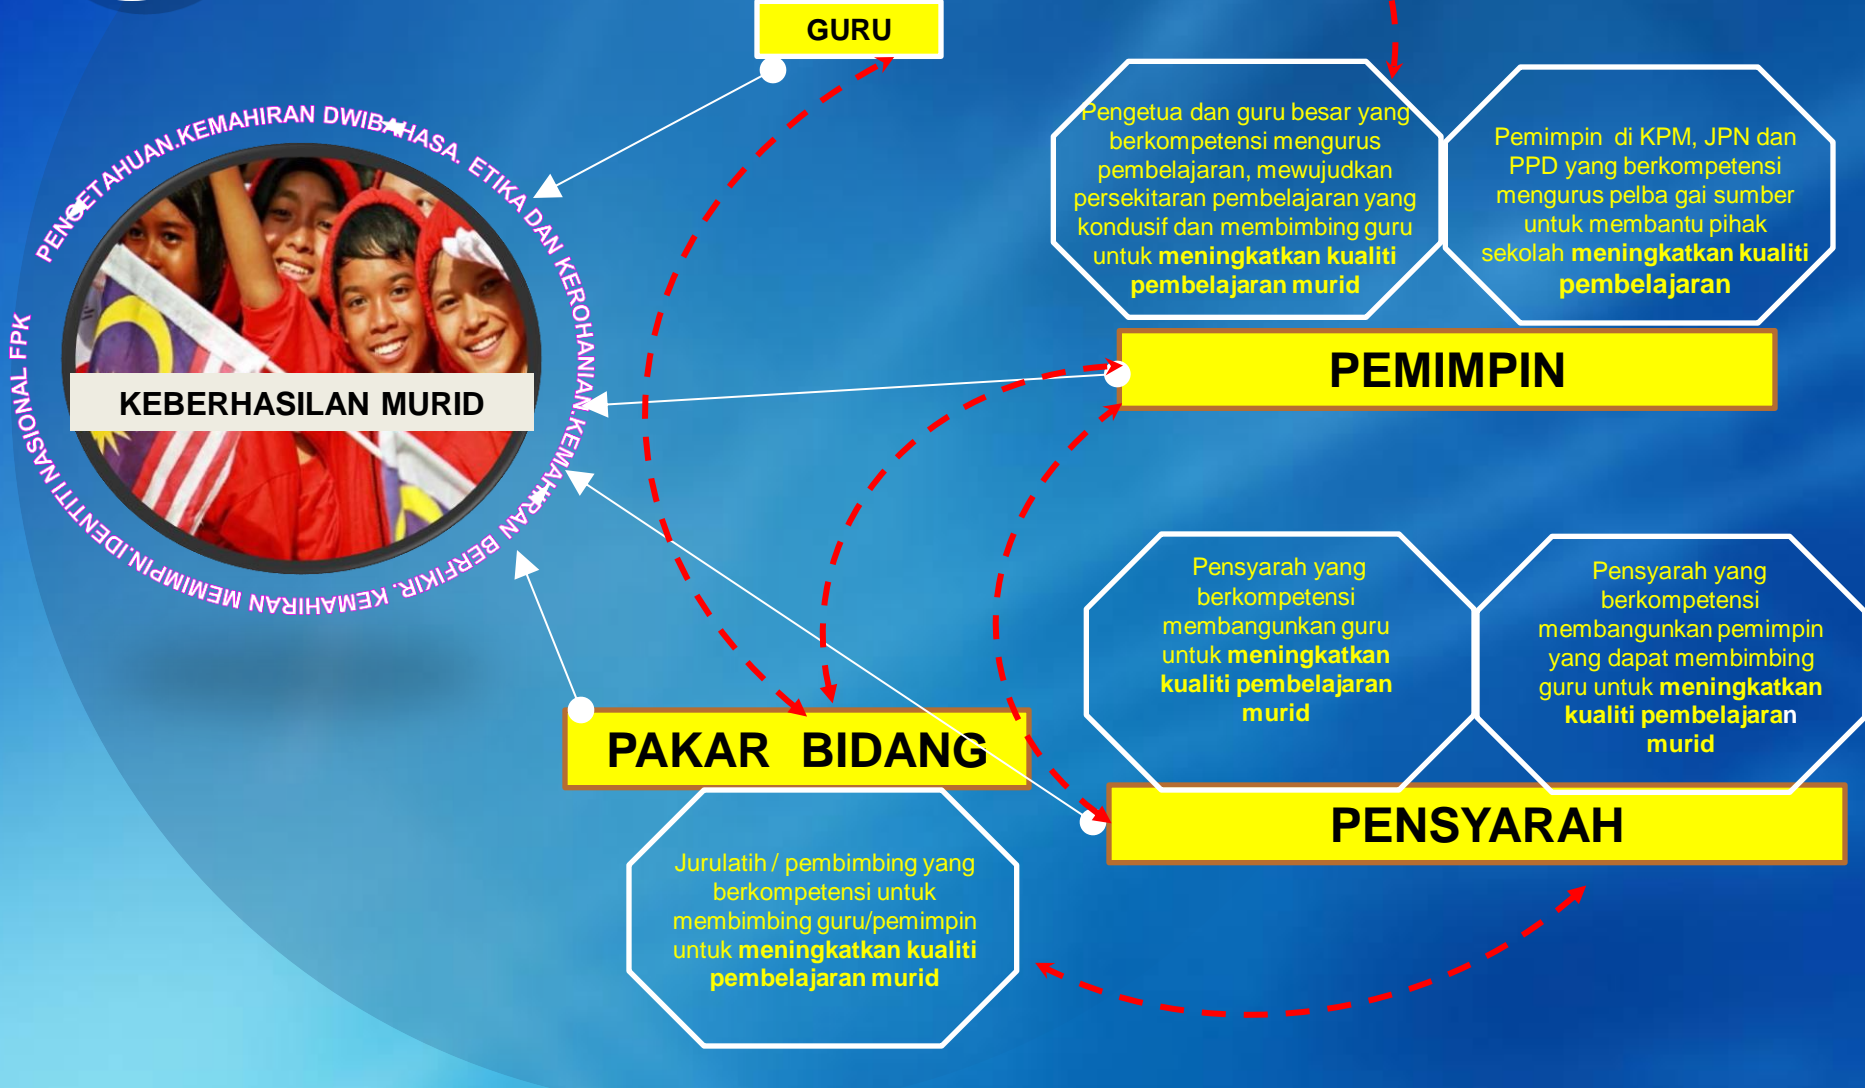 GURU
PENGETAHUAN.KEMAHIRAN DWIBAHASA. ETIKA DAN KEROHANIAN.KEMAHIRAN BERFIKIR. KEMAHIRAN MEMIMPIN.IDENTITI NASIONAL FPK
KEBERHASILAN MURID
Pengetua dan guru besar yang
berkompetensi mengurus
pembelajaran, mewujudkan
persekitaran pembelajaran yang
kondusif dan membimbing guru
untuk meningkatkan kualiti
pembelajaran murid
Pemimpin di KPM, JPN dan
PPD yang berkompetensi
mengurus pelba gai sumber
untuk membantu pihak
sekolah meningkatkan kualiti
pembelajaran
PEMIMPIN
Pensyarah yang
berkompetensi
membangunkan guru
untuk meningkatkan
kualiti pembelajaran
murid
Pensyarah yang
berkompetensi
membangunkan pemimpin
yang dapat membimbing
guru untuk meningkatkan
kualiti pembelajaran
murid
PENSYARAH
PAKAR BIDANG
Jurulatih / pembimbing yang
berkompetensi untuk
membimbing guru/pemimpin
untuk meningkatkan kualiti
pembelajaran murid